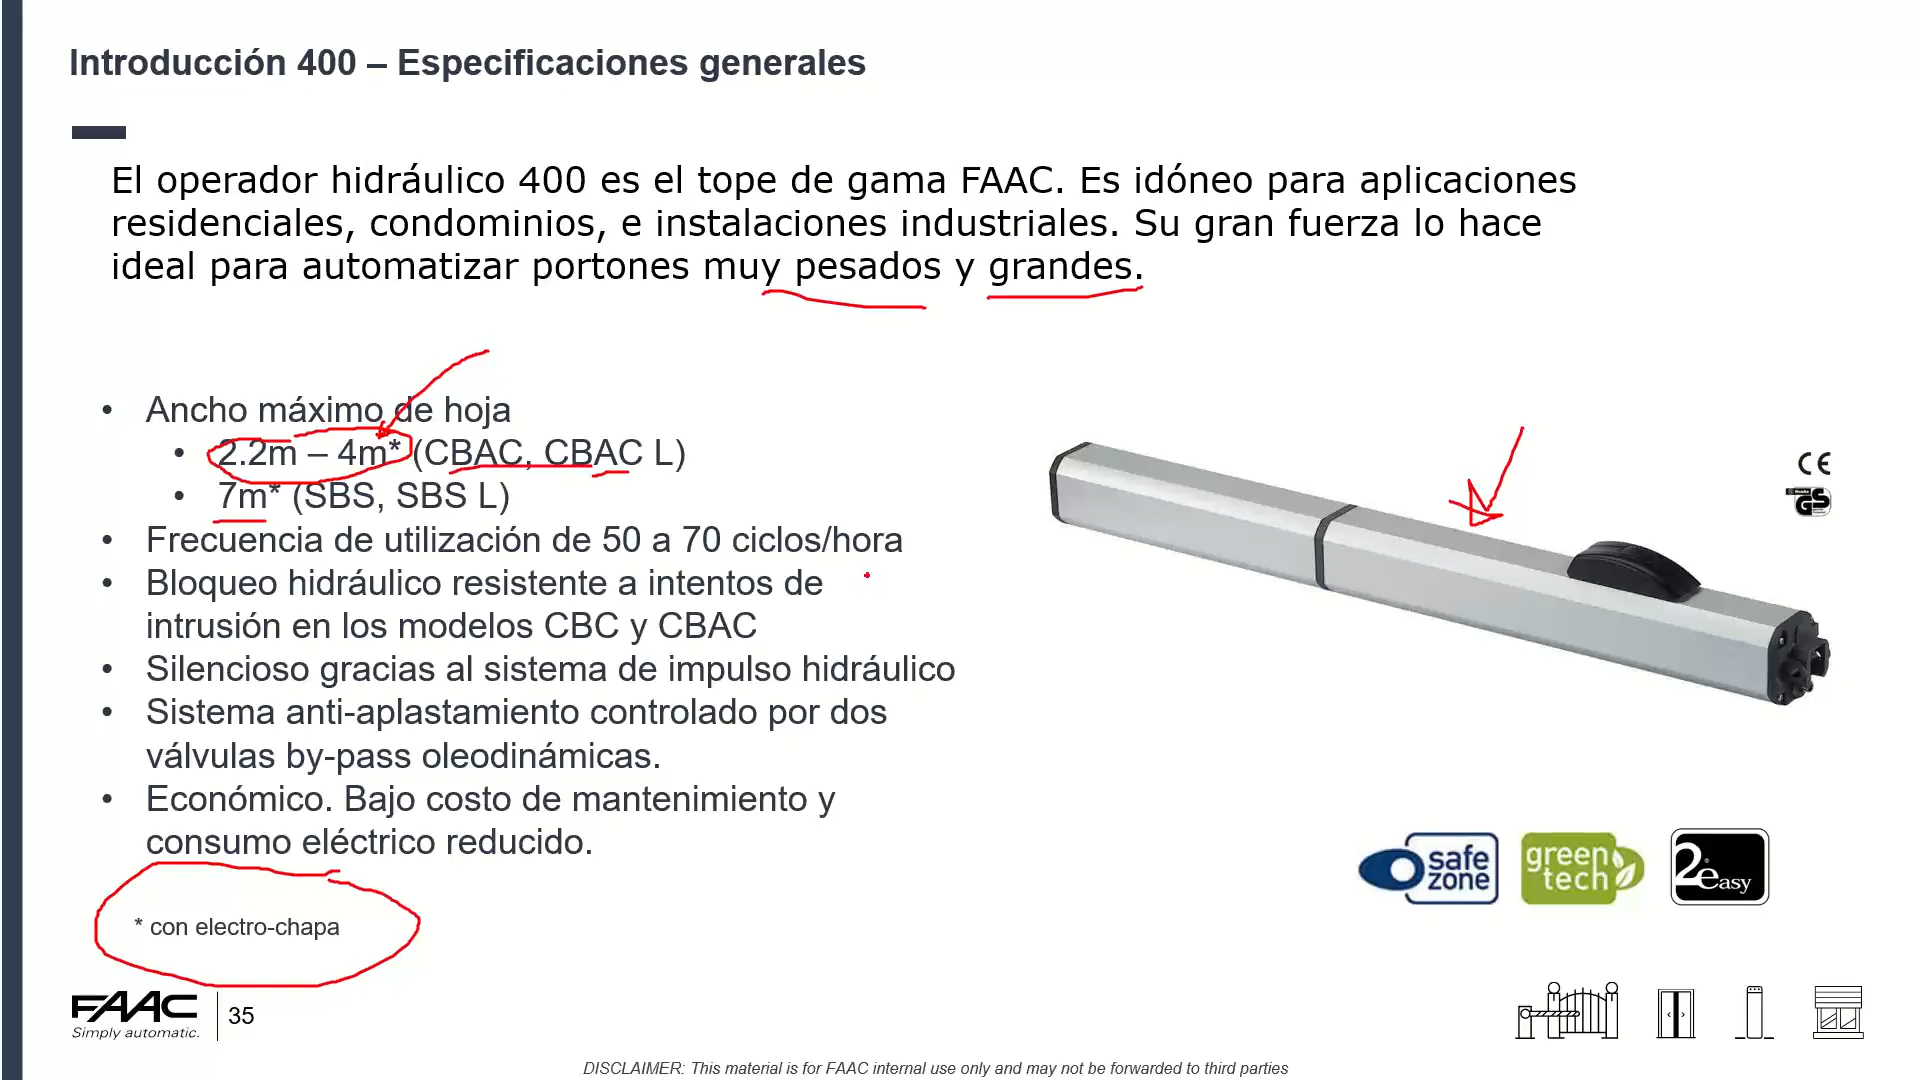 Introducción 400 – Especificaciones generales
El operador hidráulico 400 es el tope de gama FAAC. Es idóneo para aplicaciones
residenciales, condominios, e instalaciones industriales. Su gran fuerza lo hace
ideal para automatizar portones muy pesados y grandes.
• Ancho máximo de hoja
• 2.2m – 4m* (CBAC, CBAC L)
• 7m* (SBS, SBS L)
• Frecuencia de utilización de 50 a 70 ciclos/hora
• Bloqueo hidráulico resistente a intentos de
intrusión en los modelos CBC y CBAC
• Silencioso gracias al sistema de impulso hidráulico
• Sistema anti-aplastamiento controlado por dos
válvulas by-pass oleodinámicas.
• Económico. Bajo costo de mantenimiento y
consumo eléctrico reducido.
* con electro-chapa
CE
GS
safe
zone
green
tech
2easy
FAAC
Simply automatic.
35
DISCLAIMER: This material is for FAAC internal use only and may not be forwarded to third parties